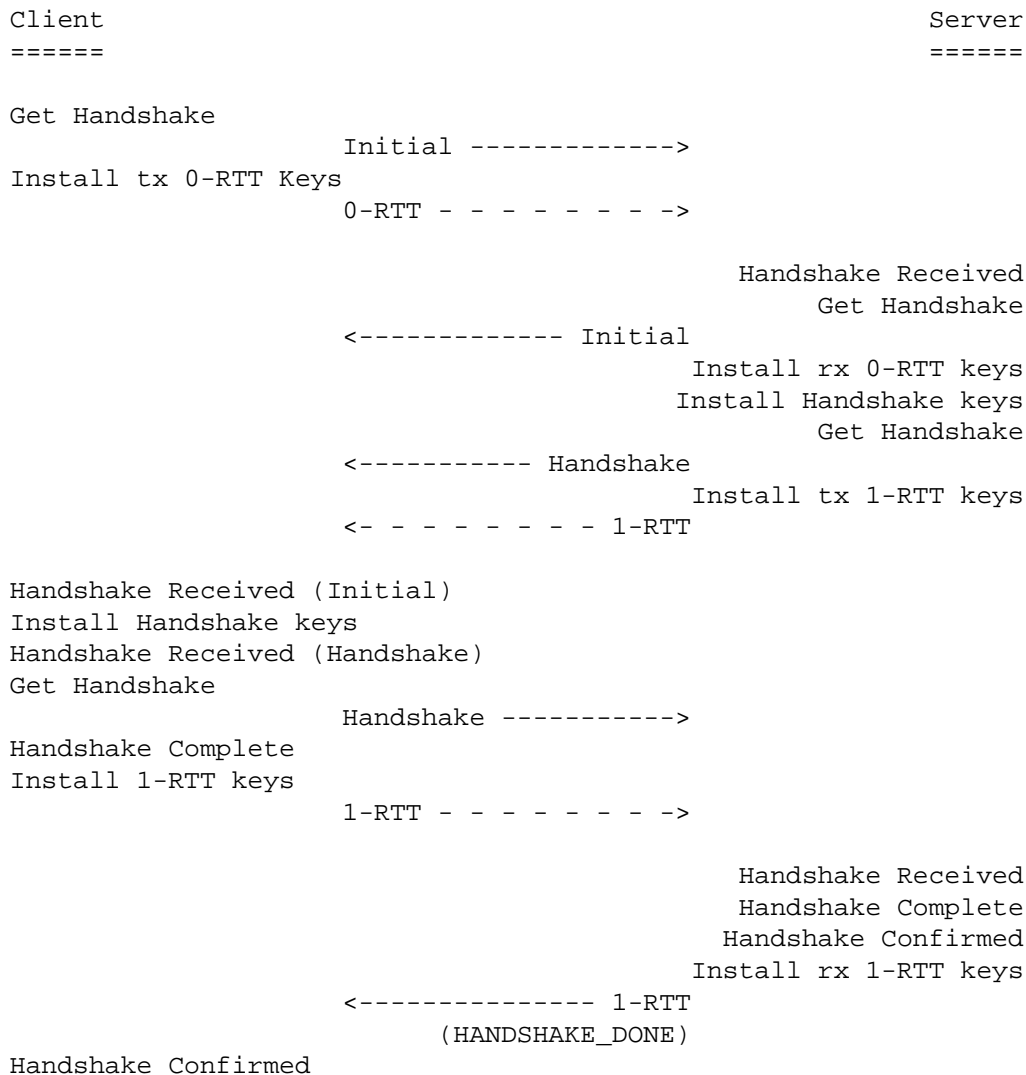 Client                                                    Server
======                                                    ======
Get Handshake
                     Initial ------------->
Install tx 0-RTT Keys
                     0-RTT - - - - - - - ->
                                              Handshake Received
                                                   Get Handshake
                     <------------- Initial
                                           Install rx 0-RTT keys
                                          Install Handshake keys
                                                   Get Handshake
                     <----------- Handshake
                                           Install tx 1-RTT keys
                     <- - - - - - - - 1-RTT
Handshake Received (Initial)
Install Handshake keys
Handshake Received (Handshake)
Get Handshake
                     Handshake ----------->
Handshake Complete
Install 1-RTT keys
                     1-RTT - - - - - - - ->
                                              Handshake Received
                                              Handshake Complete
                                             Handshake Confirmed
                                           Install rx 1-RTT keys
                     <--------------- 1-RTT
                           (HANDSHAKE_DONE)
Handshake Confirmed